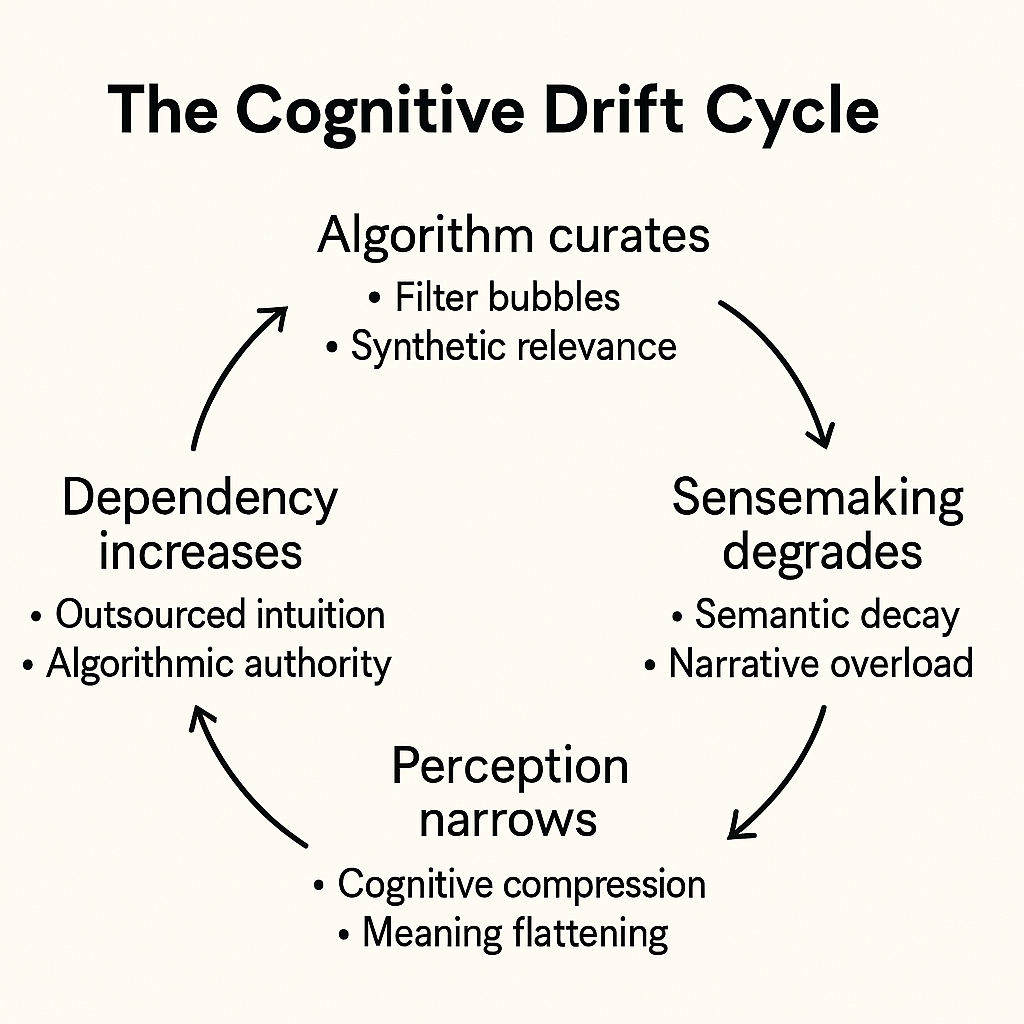 The Cognitive Drift Cycle
Algorithm curates
• Filter bubbles
• Synthetic relevance
Sensemaking
degrades
• Semantic decay
• Narrative overload
Perception
narrows
• Cognitive compression
• Meaning flattening
Dependency
increases
• Outsourced intuition
• Algorithmic authority